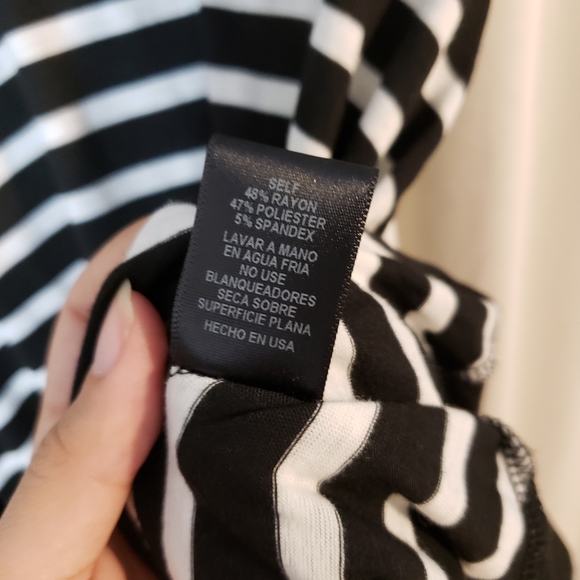 SELF
48% RAYON
47% POLIESTER
5% SPANDEX
LAVAR A MANO
EN AGUA FRIA
NO USE
BLANQUEADORES
SECA SOBRE
SUPERFICIE PLANA
HECHO EN USA